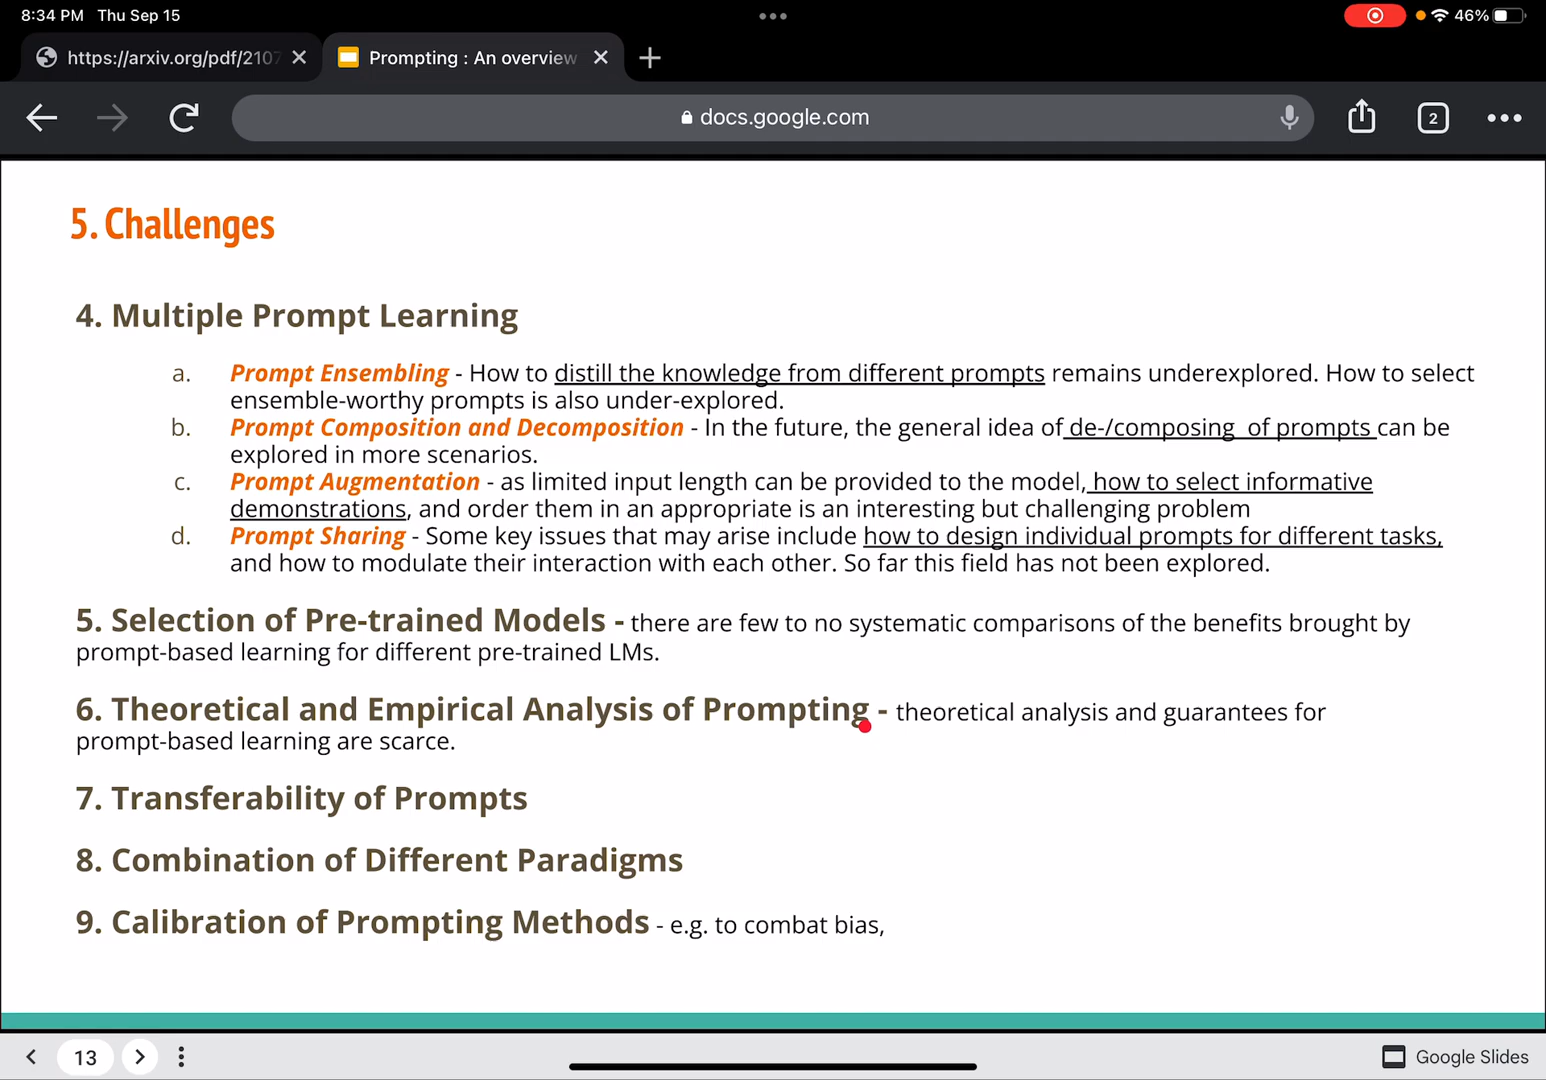 8:34 PM Thu Sep 15
46%
https://arxiv.org/pdf/2107
Prompting : An overview
docs.google.com
2
5. Challenges
4. Multiple Prompt Learning
a. Prompt Ensembling - How to distill the knowledge from different prompts remains underexplored. How to select
ensemble-worthy prompts is also under-explored.
b. Prompt Composition and Decomposition - In the future, the general idea of de-/composing of prompts can be
explored in more scenarios.
c. Prompt Augmentation - as limited input length can be provided to the model, how to select informative
demonstrations, and order them in an appropriate is an interesting but challenging problem
d. Prompt Sharing - Some key issues that may arise include how to design individual prompts for different tasks,
and how to modulate their interaction with each other. So far this field has not been explored.
5. Selection of Pre-trained Models - there are few to no systematic comparisons of the benefits brought by
prompt-based learning for different pre-trained LMs.
6. Theoretical and Empirical Analysis of Prompting - theoretical analysis and guarantees for
prompt-based learning are scarce.
7. Transferability of Prompts
8. Combination of Different Paradigms
9. Calibration of Prompting Methods - e.g. to combat bias,
13
Google Slides